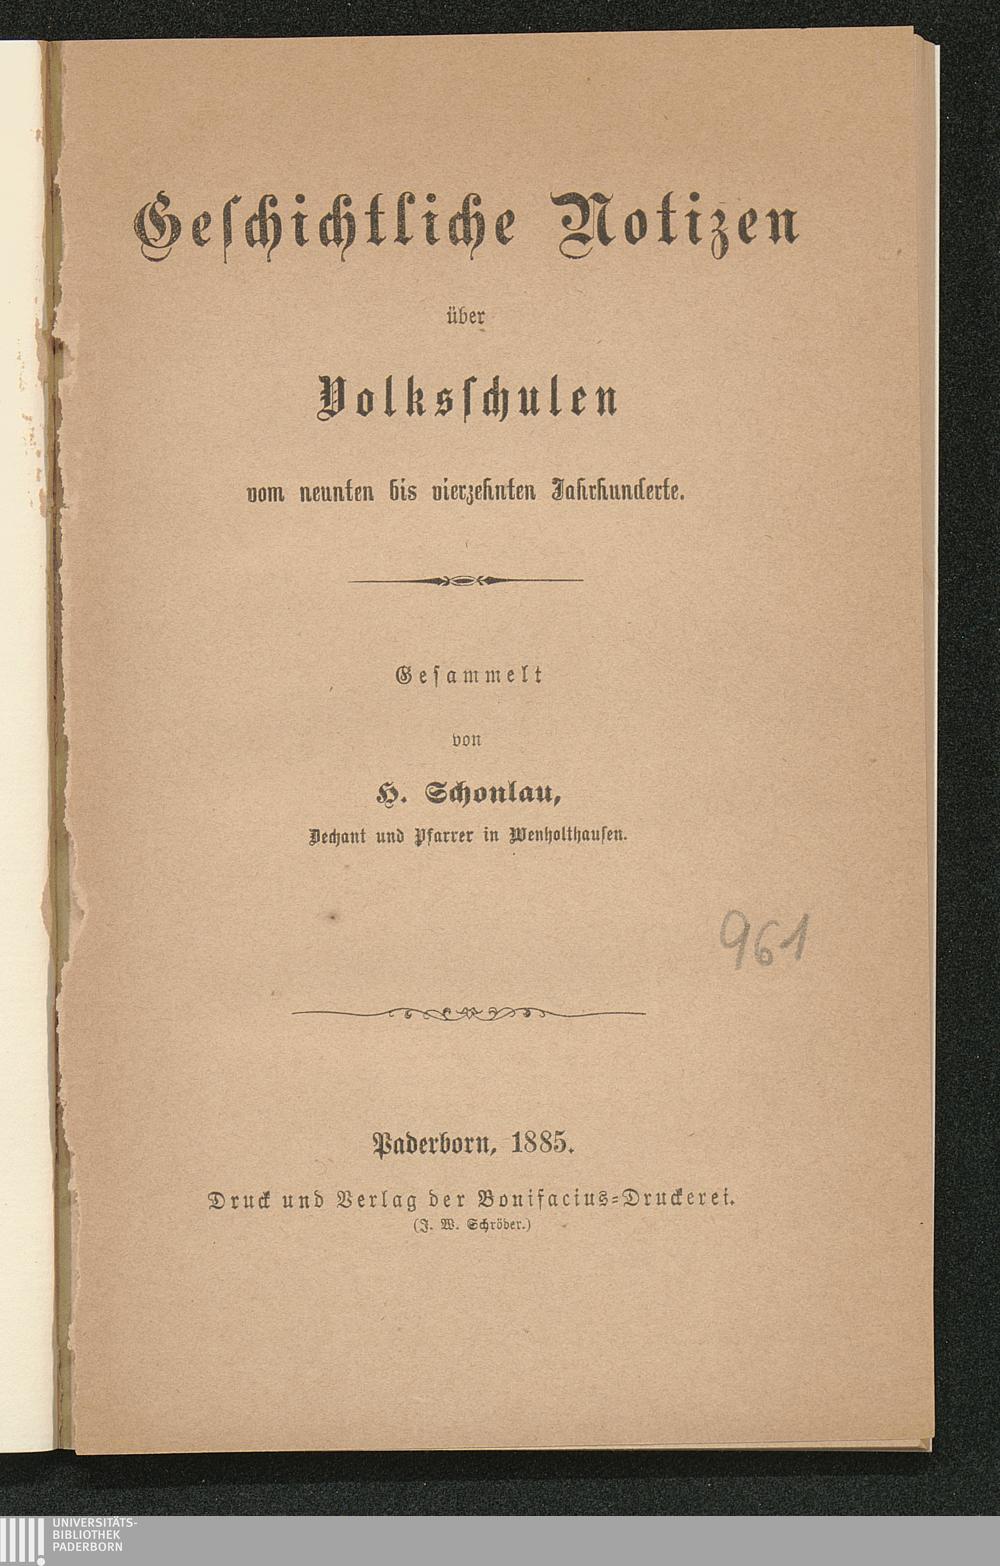 Geſchichtliche Notizen
über
Volksſchulen
vom neunten bis vierzehnten Jahrhunderte.
Geſammelt
von
H. Schonlau,
Dechant und Pfarrer in Wenholthauſen.
961
Paderborn, 1885.
Druck und Verlag der Bonifacius-Druckerei.
(J. W. Schröder.)
UNIVERSITÄTS-
BIBLIOTHEK
PADERBORN